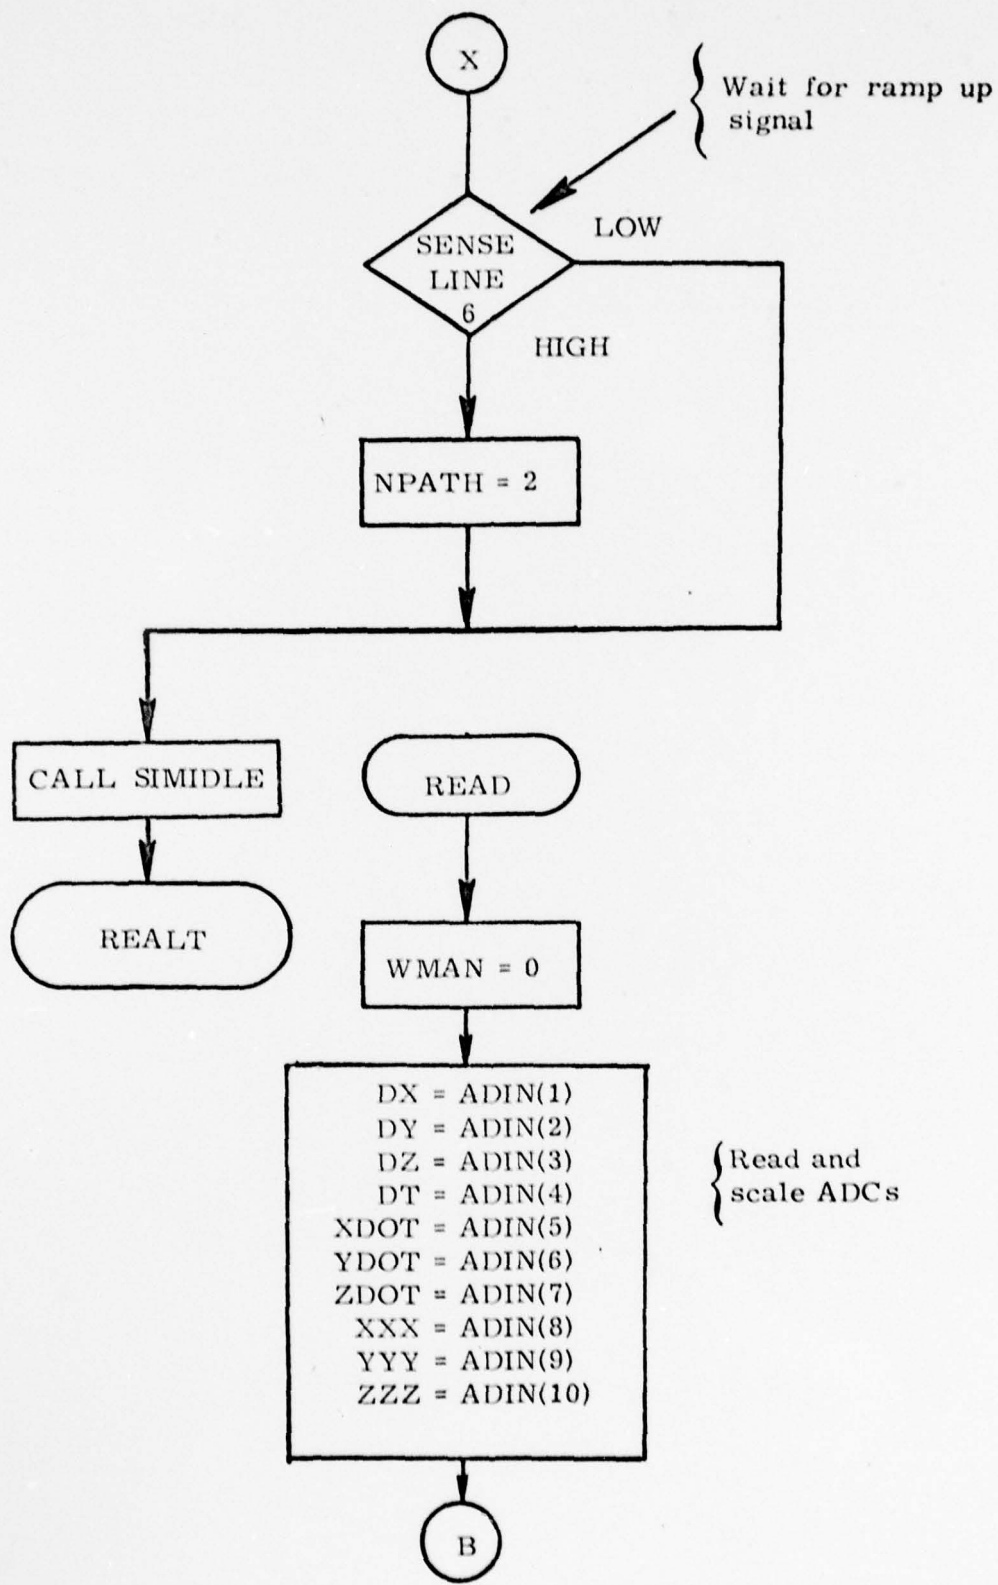 X
Wait for ramp up
signal
LOW
SENSE
LINE
6
HIGH
NPATH = 2
CALL SIMIDLE
READ
REALT
WMAN = 0
DX = ADIN(1)
DY = ADIN(2)
DZ = ADIN(3)
DT = ADIN(4)
XDOT = ADIN(5)
YDOT = ADIN(6)
ZDOT = ADIN(7)
XXX = ADIN(8)
YYY = ADIN(9)
ZZZ = ADIN(10)
Read and
scale ADCs
B